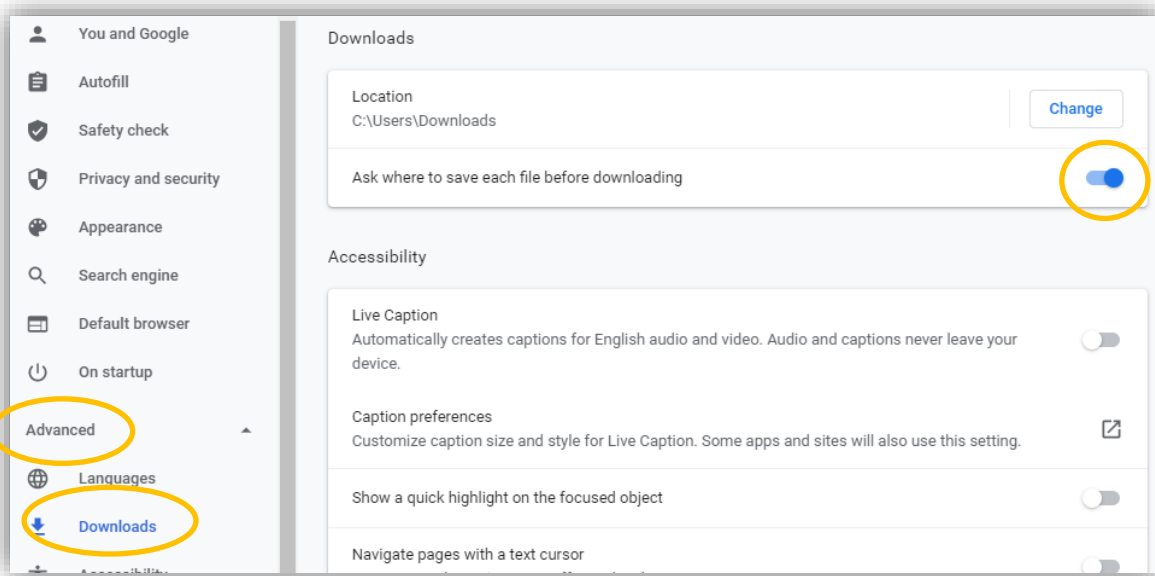 You and Google
Autofill
Safety check
Privacy and security
Appearance
Search engine
Default browser
On startup
Advanced
Languages
Downloads
Accessibility
Downloads
Location
C:\Users\Downloads
Change
Ask where to save each file before downloading
Accessibility
Live Caption
Automatically creates captions for English audio and video. Audio and captions never leave your
device.
Caption preferences
Customize caption size and style for Live Caption. Some apps and sites will also use this setting.
Show a quick highlight on the focused object
Navigate pages with a text cursor